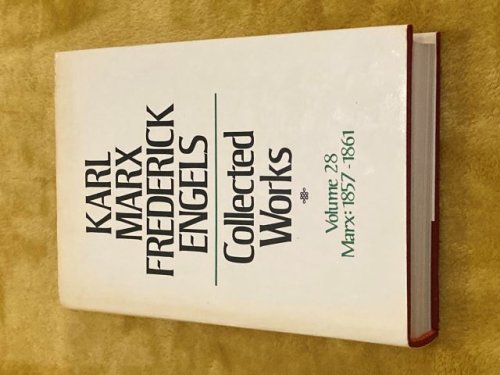 KARL
MARX
FREDERICK
ENGELS
Collected
Works
Volume 28
Marx: 1857-1861